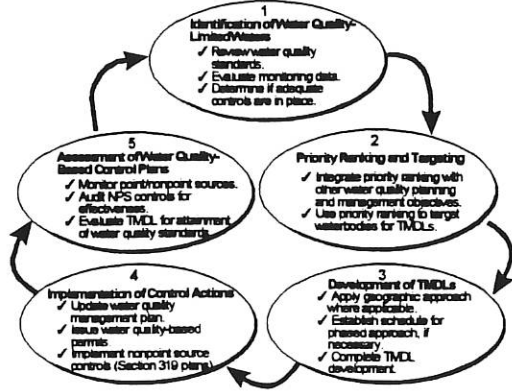 1
Identification of Water Quality-
Limited Waters
✓ Review water quality
standards.
✓ Evaluate monitoring data.
✓ Determine if adequate
controls are in place.
2
Priority Ranking and Targeting
✓ Integrate priority ranking with
other water quality planning
and management objectives.
✓ Use priority ranking to target
waterbodies for TMDLs.
3
Development of TMDLs
✓ Apply geographic approach
where applicable.
✓ Establish schedule for
phased approach, if
necessary.
✓ Complete TMDL
development.
4
Implementation of Control Actions
✓ Update water quality
management plan.
✓ Issue water quality-based
permits
✓ Implement nonpoint source
controls (Section 319 plans)
5
Assessment of Water Quality-
Based Control Plans
✓ Monitor point/nonpoint sources.
✓ Audit NPS controls for
effectiveness.
✓ Evaluate TMDL for attainment
of water quality standards.